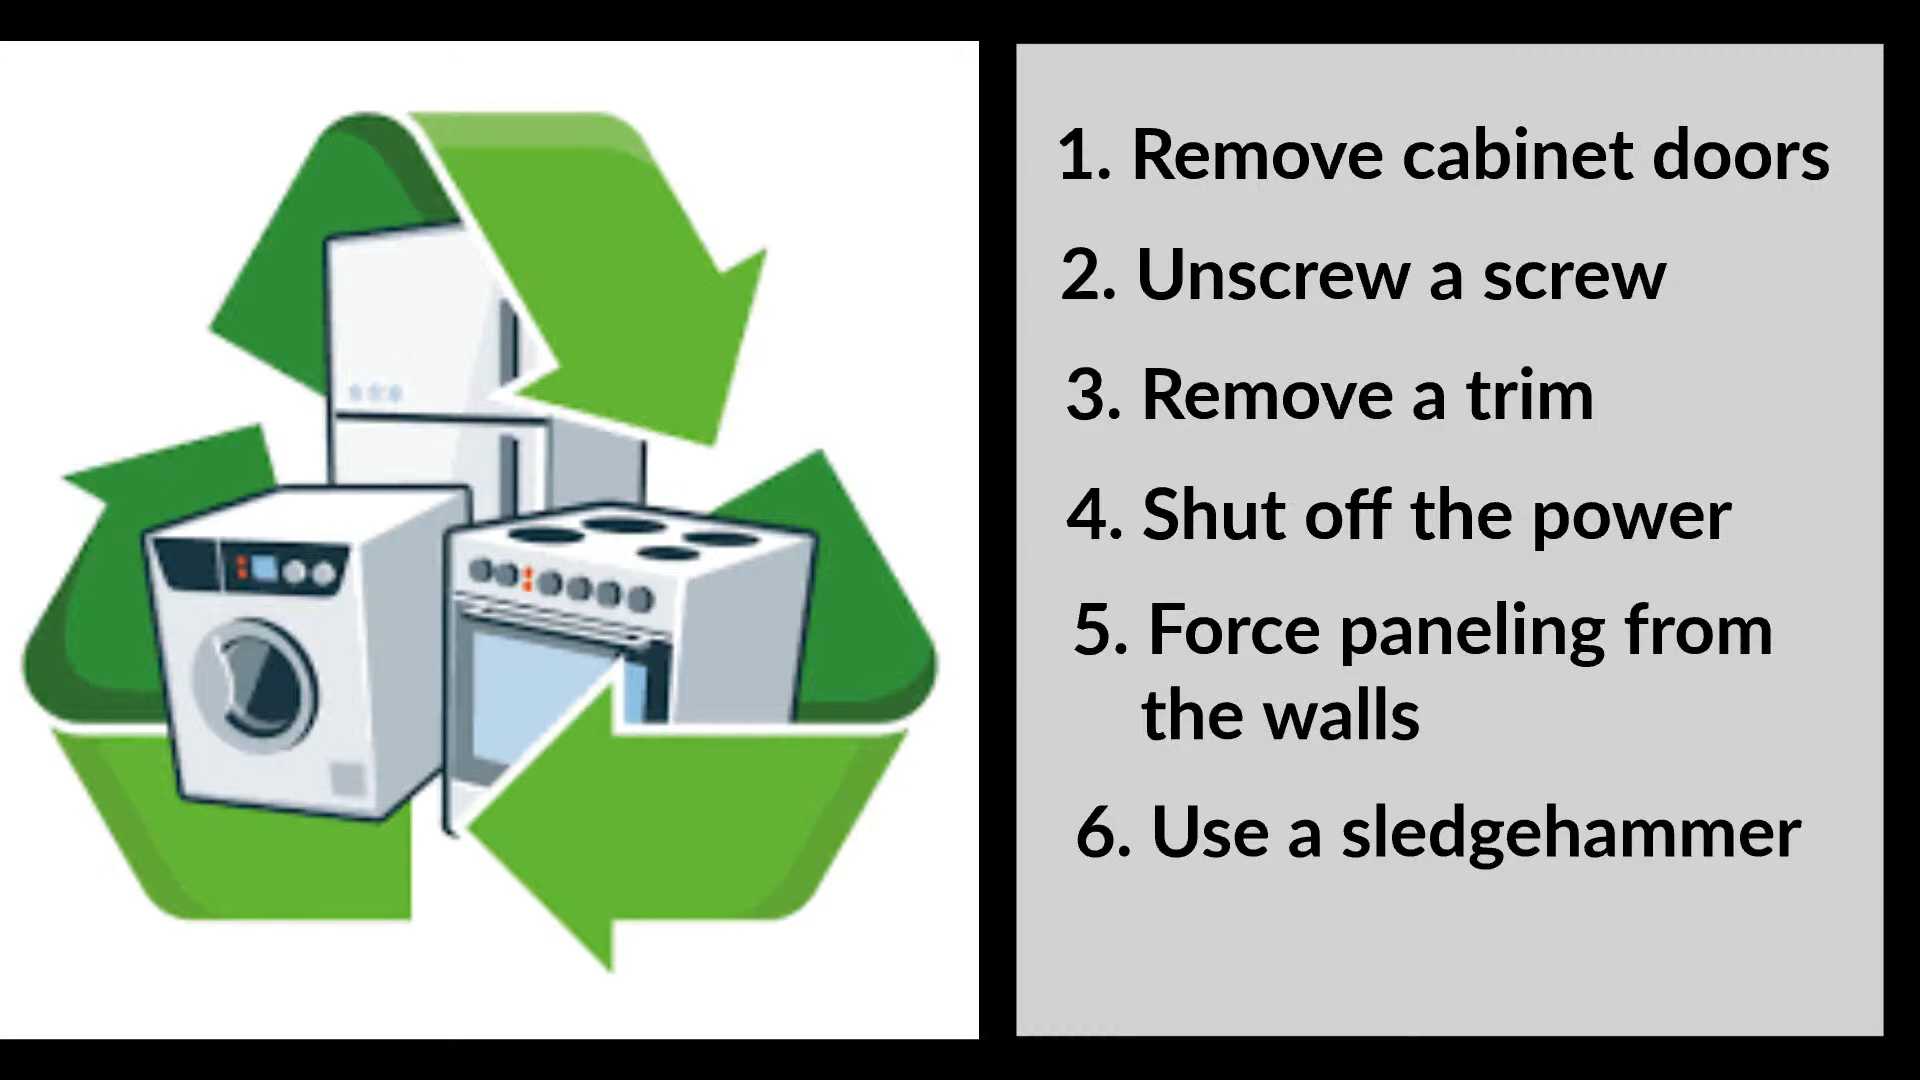 1. Remove cabinet doors
2. Unscrew a screw
3. Remove a trim
4. Shut off the power
5. Force paneling from
the walls
6. Use a sledgehammer